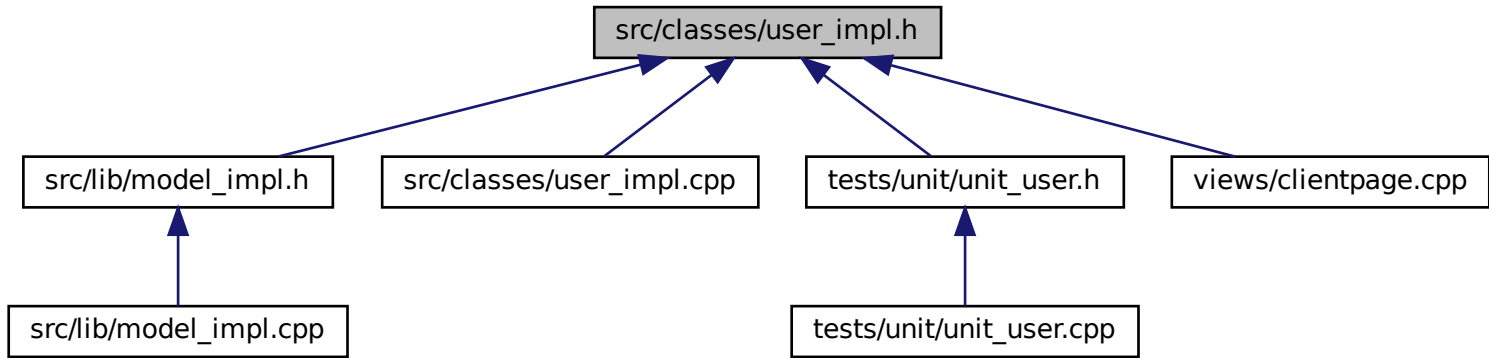 src/classes/user_impl.h
src/lib/model_impl.h
src/classes/user_impl.cpp
tests/unit/unit_user.h
views/clientpage.cpp
src/lib/model_impl.cpp
tests/unit/unit_user.cpp